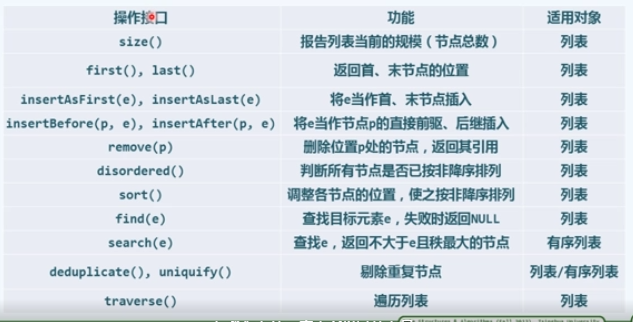 操作接口 功能 适用对象
size() 报告列表当前的规模（节点总数） 列表
first(), last() 返回首、末节点的位置 列表
insertAsFirst(e), insertAsLast(e) 将e当作首、末节点插入 列表
insertBefore(p, e), insertAfter(p, e) 将e当作节点p的直接前驱、后继插入 列表
remove(p) 删除位置p处的节点，返回其引用 列表
disordered() 判断所有节点是否已按非降序排列 列表
sort() 调整各节点的位置，使之按非降序排列 列表
find(e) 查找目标元素e，失败时返回NULL 列表
search(e) 查找e，返回不大于e且秩最大的节点 有序列表
deduplicate(), uniquify() 剔除重复节点 列表/有序列表
traverse() 遍历列表 列表